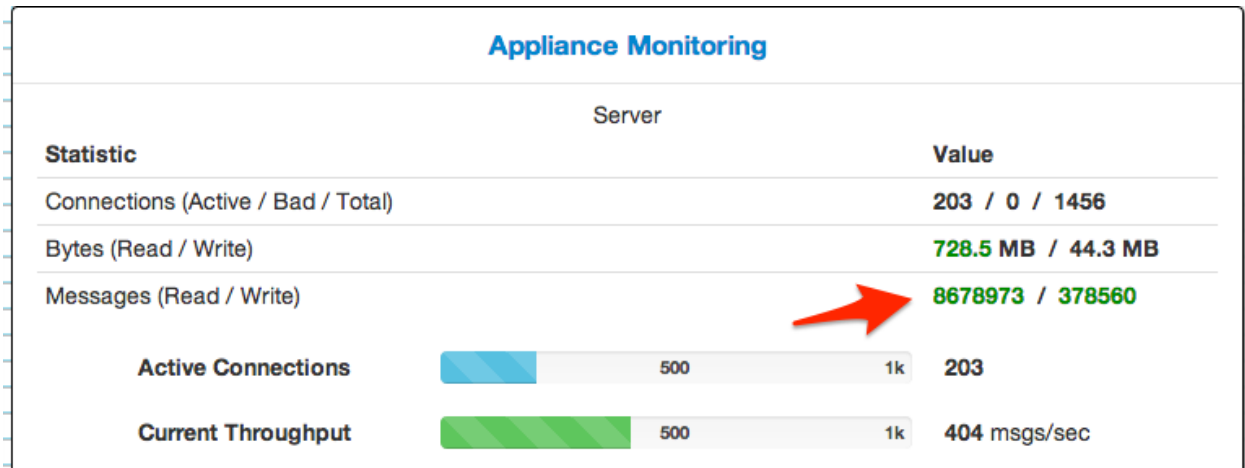 Appliance Monitoring
Server
Statistic Value
Connections (Active / Bad / Total) 203 / 0 / 1456
Bytes (Read / Write) 728.5 MB / 44.3 MB
Messages (Read / Write) 8678973 / 378560
Active Connections 500 1k 203
Current Throughput 500 1k 404 msgs/sec